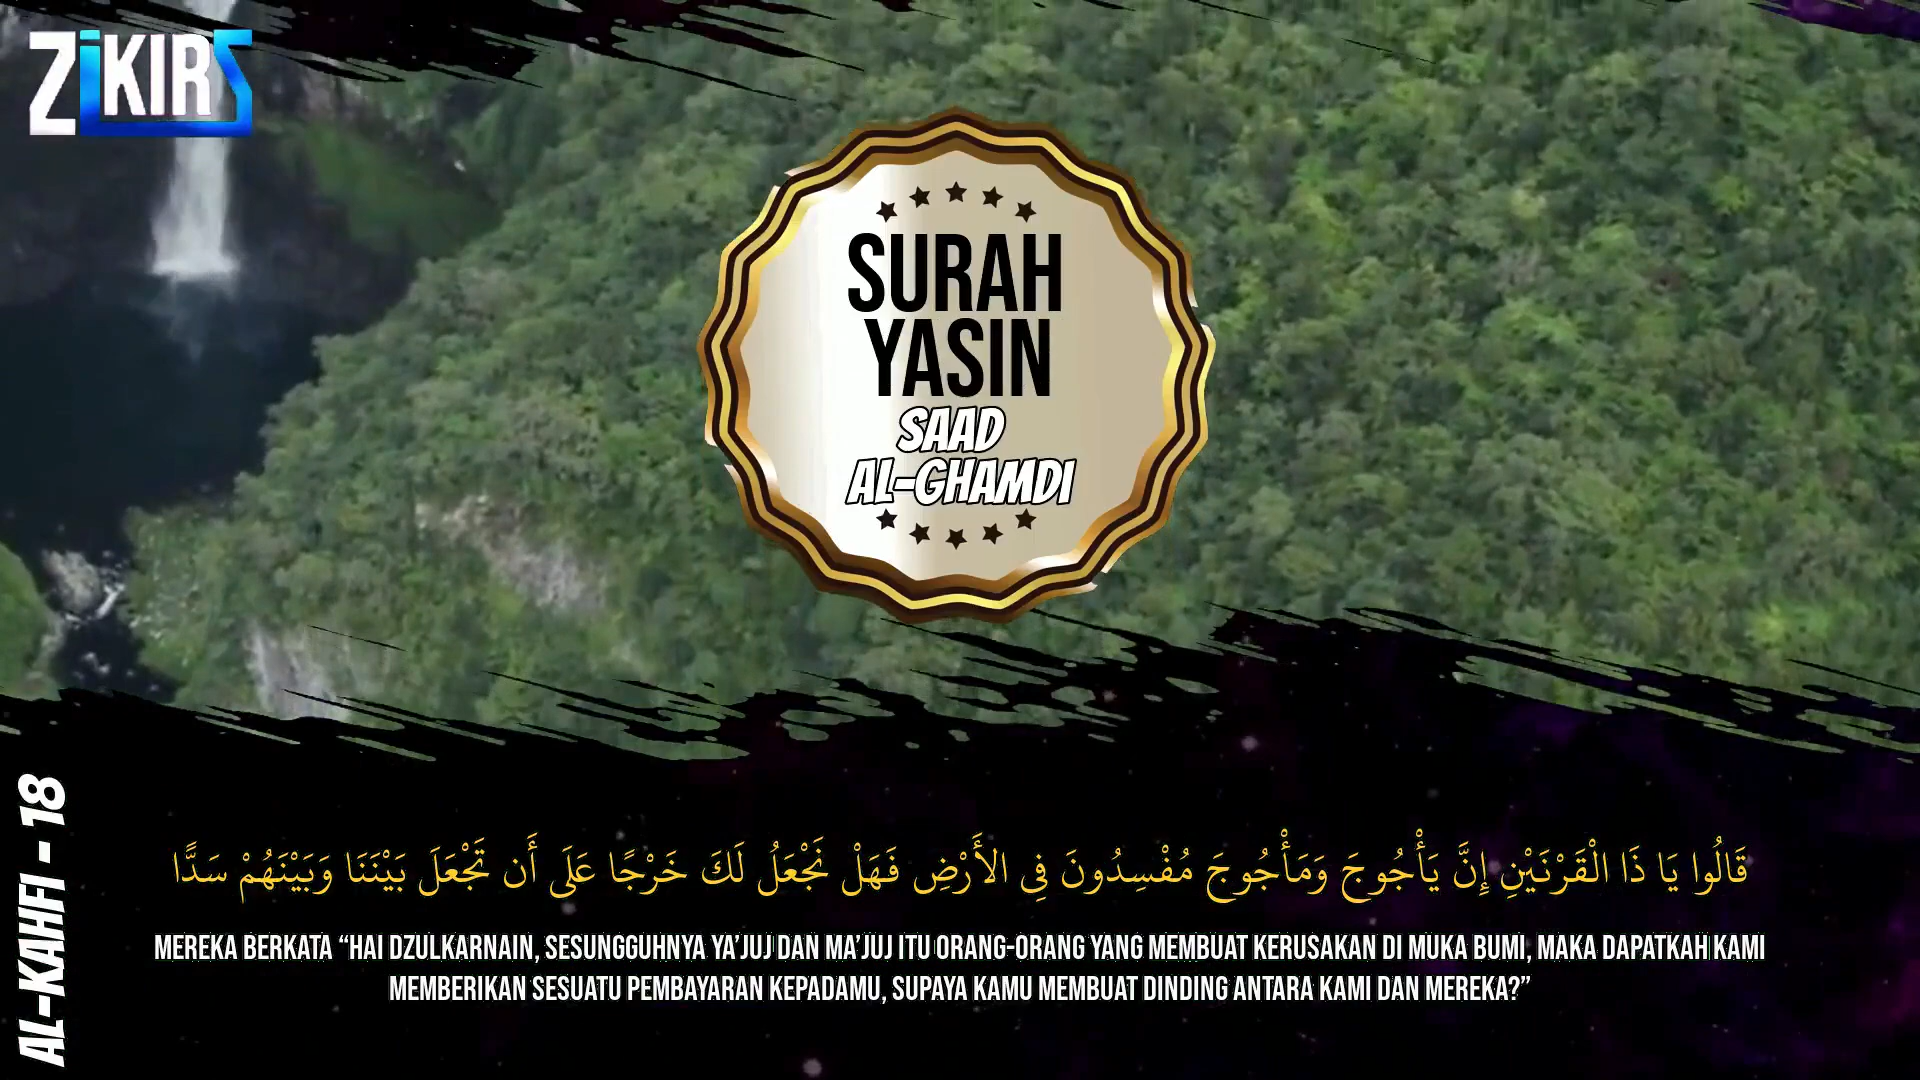 ZIKIRS
SURAH
YASIN
SAAD
AL-GHAMDI
AL-KAHFI - 18
قَالُوا يَا ذَا الْقَرْنَيْنِ إِنَّ يَأْجُوجَ وَمَأْجُوجَ مُفْسِدُونَ فِي الأَرْضِ فَهَلْ نَجْعَلُ لَكَ خَرْجًا عَلَى أَن تَجْعَلَ بَيْنَنَا وَبَيْنَهُمْ سَدًّا
MEREKA BERKATA “HAI DZULKARNAIN, SESUNGGUHNYA YA’JUJ DAN MA’JUJ ITU ORANG-ORANG YANG MEMBUAT KERUSAKAN DI MUKA BUMI, MAKA DAPATKAH KAMI
MEMBERIKAN SESUATU PEMBAYARAN KEPADAMU, SUPAYA KAMU MEMBUAT DINDING ANTARA KAMI DAN MEREKA?”